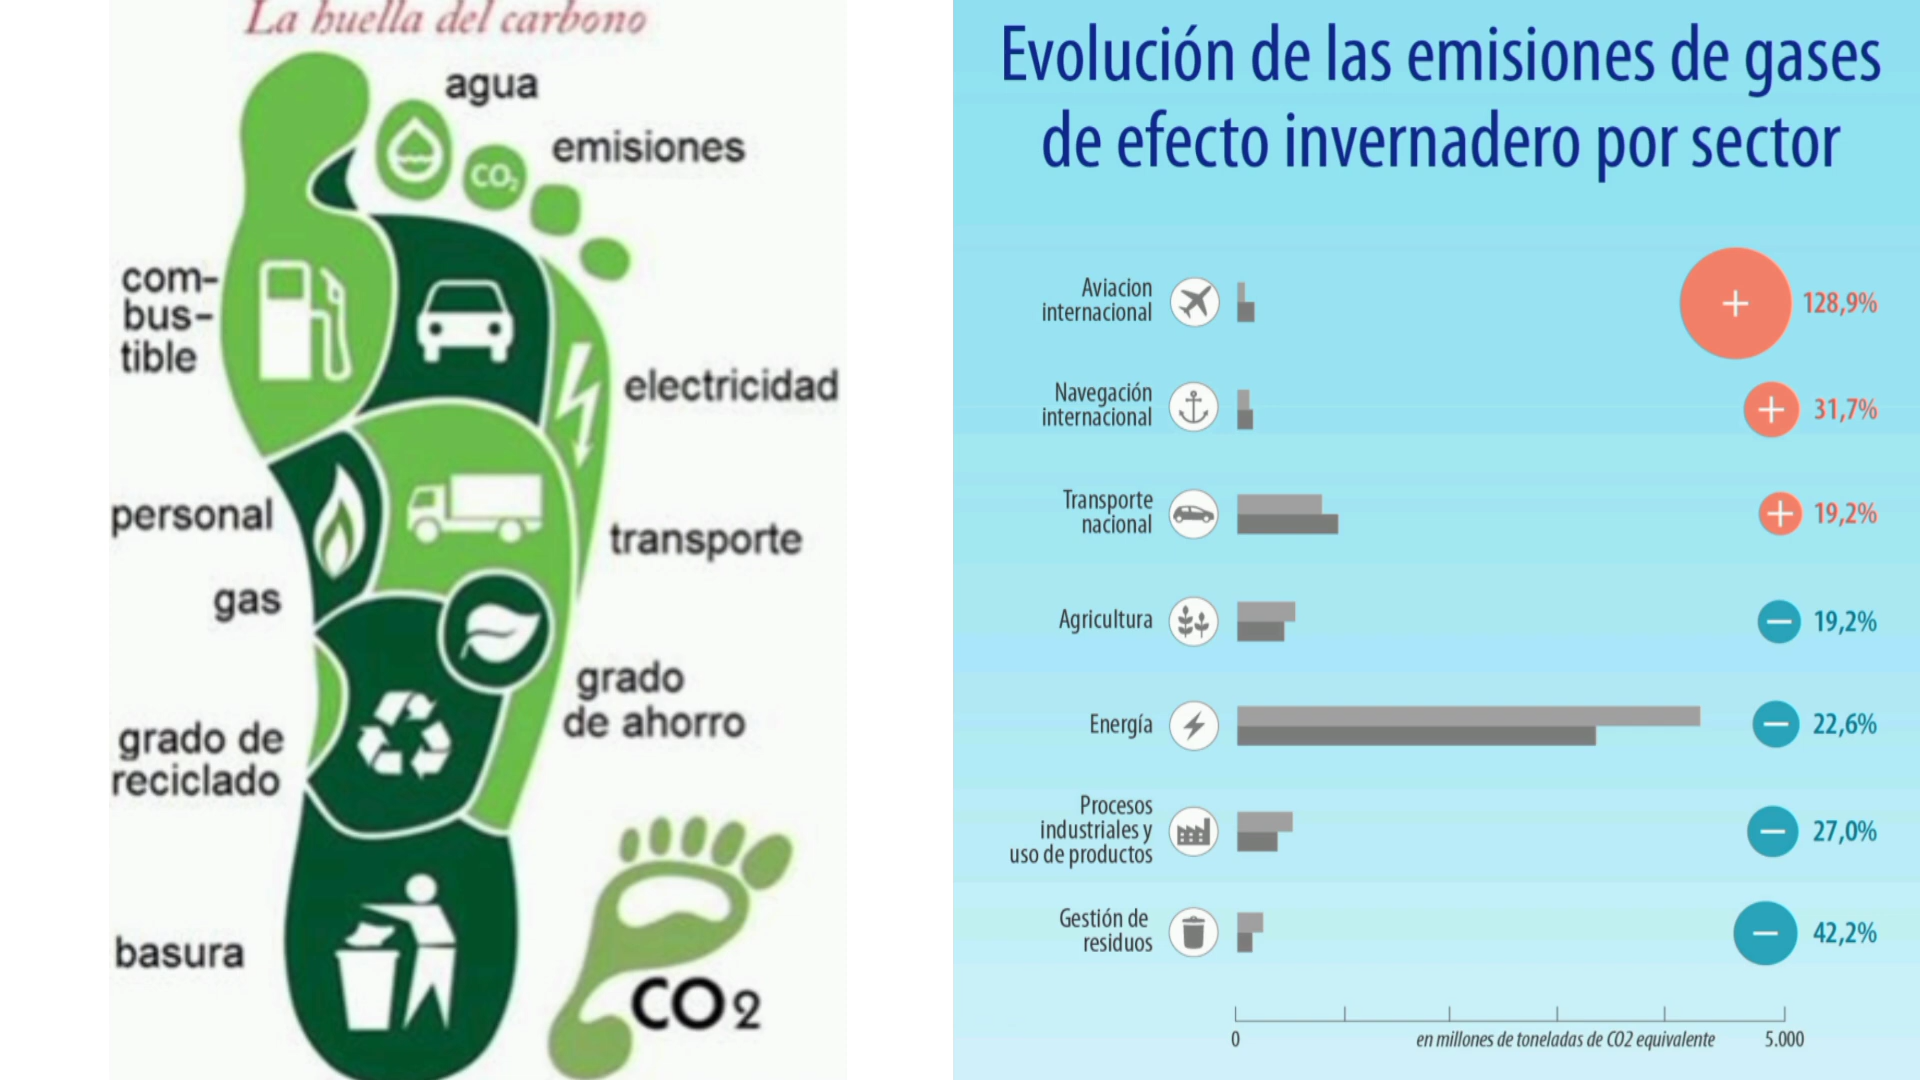 La huella del carbono
agua
emisiones
CO2
com-
bus-
tible
electricidad
personal
transporte
gas
grado
de ahorro
grado de
reciclado
basura
CO2
Evolución de las emisiones de gases
de efecto invernadero por sector
Aviacion
internacional
128,9%
Navegación
internacional
31,7%
Transporte
nacional
19,2%
Agricultura
19,2%
Energía
22,6%
Procesos
industriales y
uso de productos
27,0%
Gestión de
residuos
42,2%
0
en millones de toneladas de CO2 equivalente
5.000